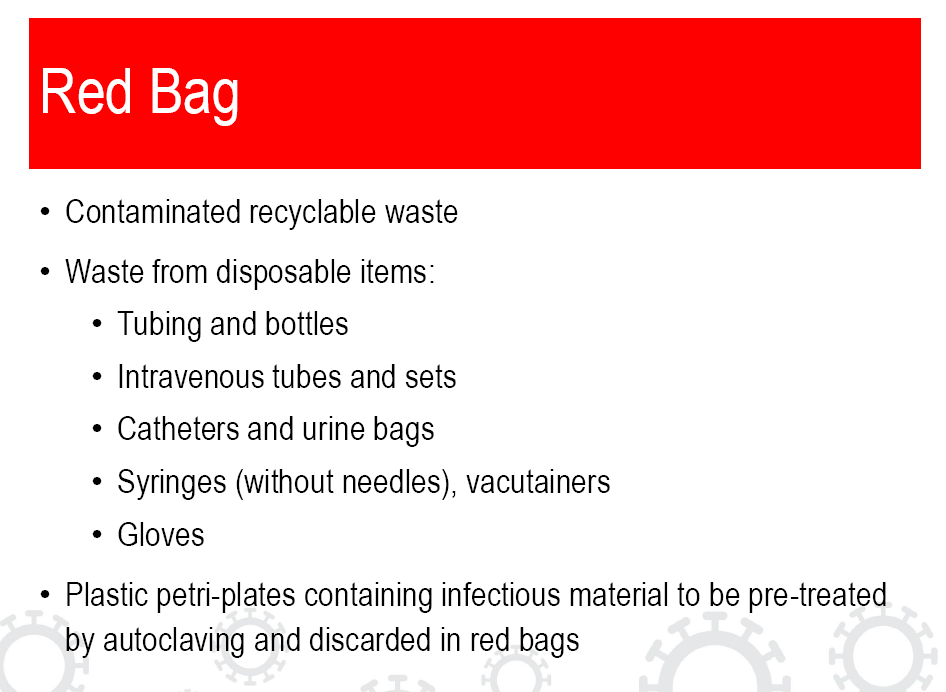 Red Bag
• Contaminated recyclable waste
• Waste from disposable items:
• Tubing and bottles
• Intravenous tubes and sets
• Catheters and urine bags
• Syringes (without needles), vacutainers
• Gloves
• Plastic petri-plates containing infectious material to be pre-treated
by autoclaving and discarded in red bags